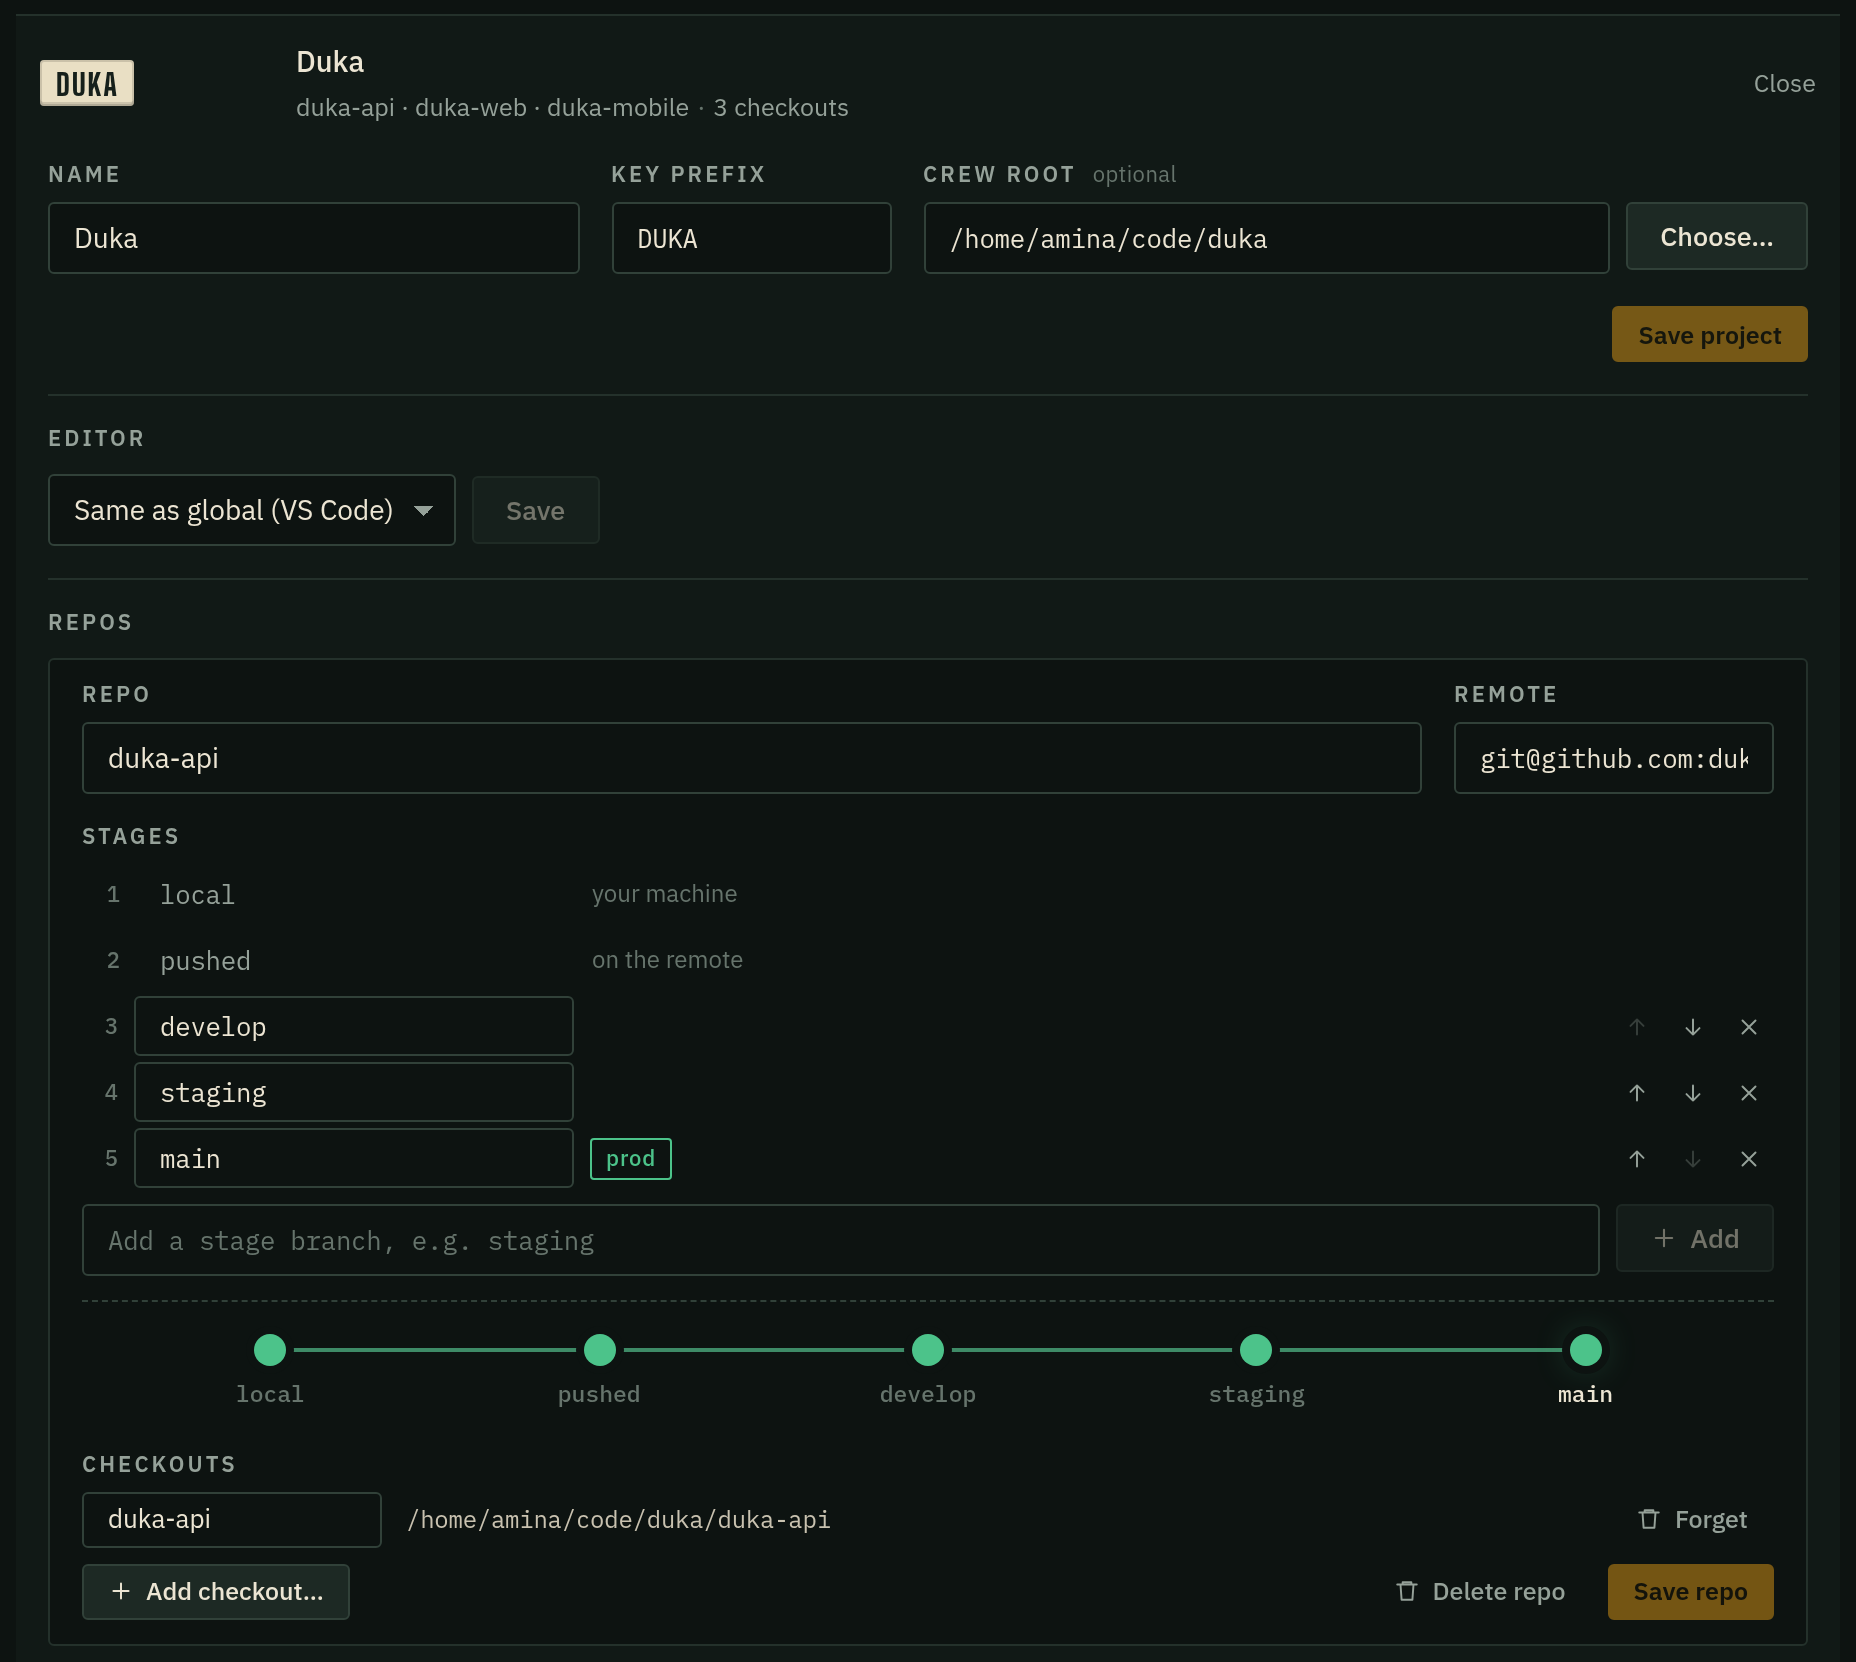 DUKA
Duka
duka-api · duka-web · duka-mobile · 3 checkouts
Close
NAME
KEY PREFIX
CREW ROOT optional
Duka
DUKA
/home/amina/code/duka
Choose...
Save project
EDITOR
Same as global (VS Code)
Save
REPOS
REPO
REMOTE
duka-api
git@github.com:duk
STAGES
1 local your machine
2 pushed on the remote
3 develop
4 staging
5 main prod
Add a stage branch, e.g. staging
+ Add
local pushed develop staging main
CHECKOUTS
duka-api /home/amina/code/duka/duka-api Forget
+ Add checkout... Delete repo Save repo